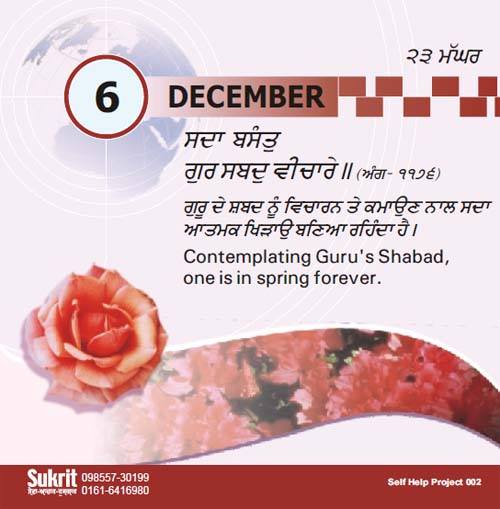 ੨੩ ਮੱਘਰ
6 DECEMBER
ਸਦਾ ਬਸੰਤੁ
ਗੁਰ ਸਬਦੁ ਵੀਚਾਰੇ॥ (ਅੰਗ- ੧੧੭੬)
ਗੁਰੂ ਦੇ ਸ਼ਬਦ ਨੂੰ ਵਿਚਾਰਨ ਤੇ ਕਮਾਉਣ ਨਾਲ ਸਦਾ
ਆਤਮਕ ਖਿੜਾਉ ਬਣਿਆ ਰਹਿੰਦਾ ਹੈ।
Contemplating Guru's Shabad,
one is in spring forever.
Sukrit 098557-30199
0161-6416980
Self Help Project 002